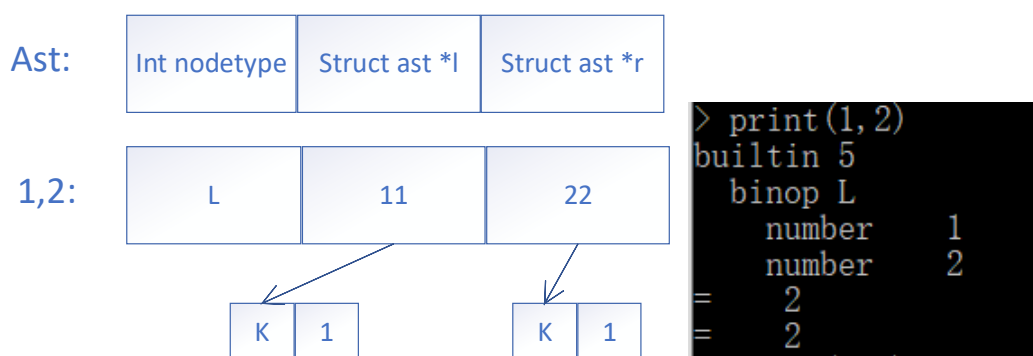 Ast: Int nodetype Struct ast *l Struct ast *r
1,2: L 11 22
K 1 K 1
> print(1,2)
builtin 5
binop L
number 1
number 2
= 2
= 2